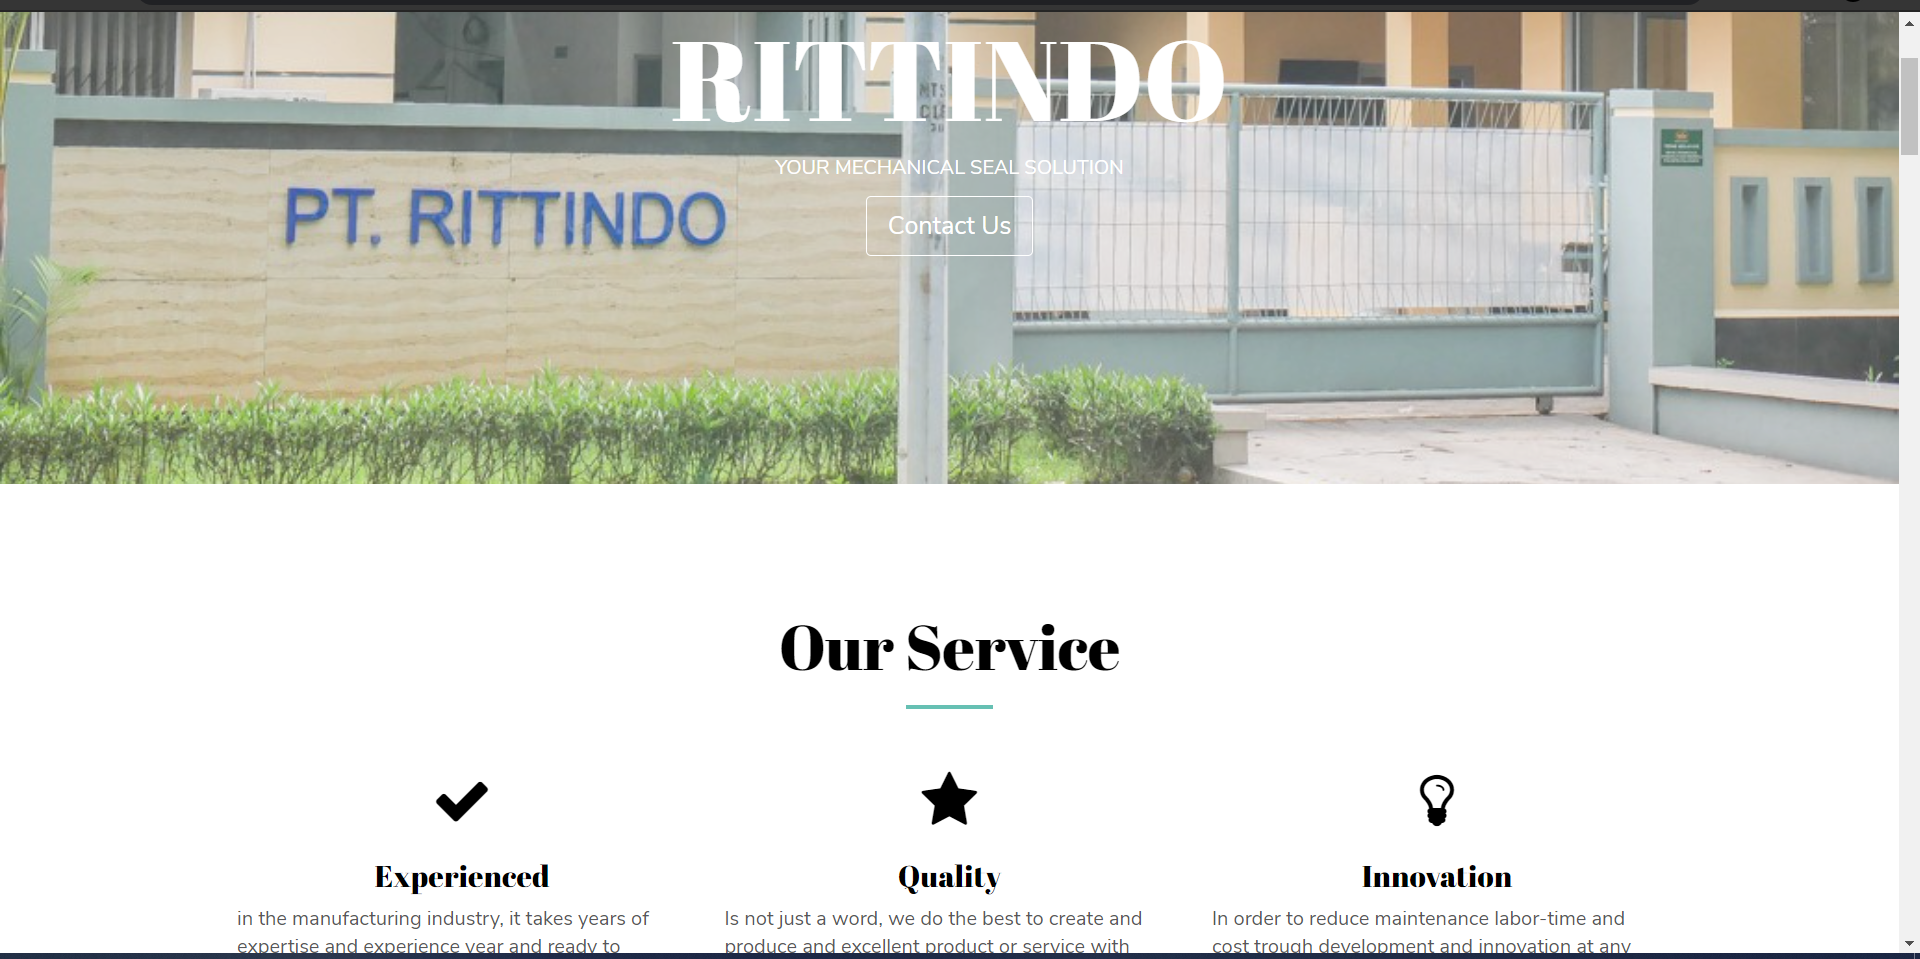 RITTINDO
YOUR MECHANICAL SEAL SOLUTION
PT. RITTINDO
Contact Us
Our Service
Experienced
in the manufacturing industry, it takes years of
expertise and experience year and ready to
Quality
Is not just a word, we do the best to create and
produce and excellent product or service with
Innovation
In order to reduce maintenance labor-time and
cost trough development and innovation at any